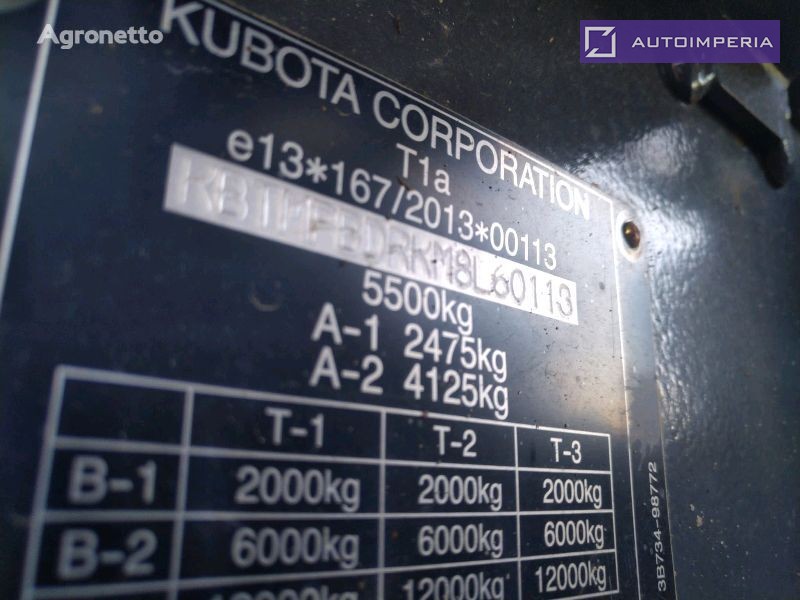 Agronetto
AUTOIMPERIA
KUBOTA CORPORATION
T1a
e13*167/2013*00113
5500kg
A-1 2475kg
A-2 4125kg
T-1 T-2 T-3
B-1 2000kg 2000kg 2000kg
B-2 6000kg 6000kg 6000kg
12000kg 12000kg
3B734-98772